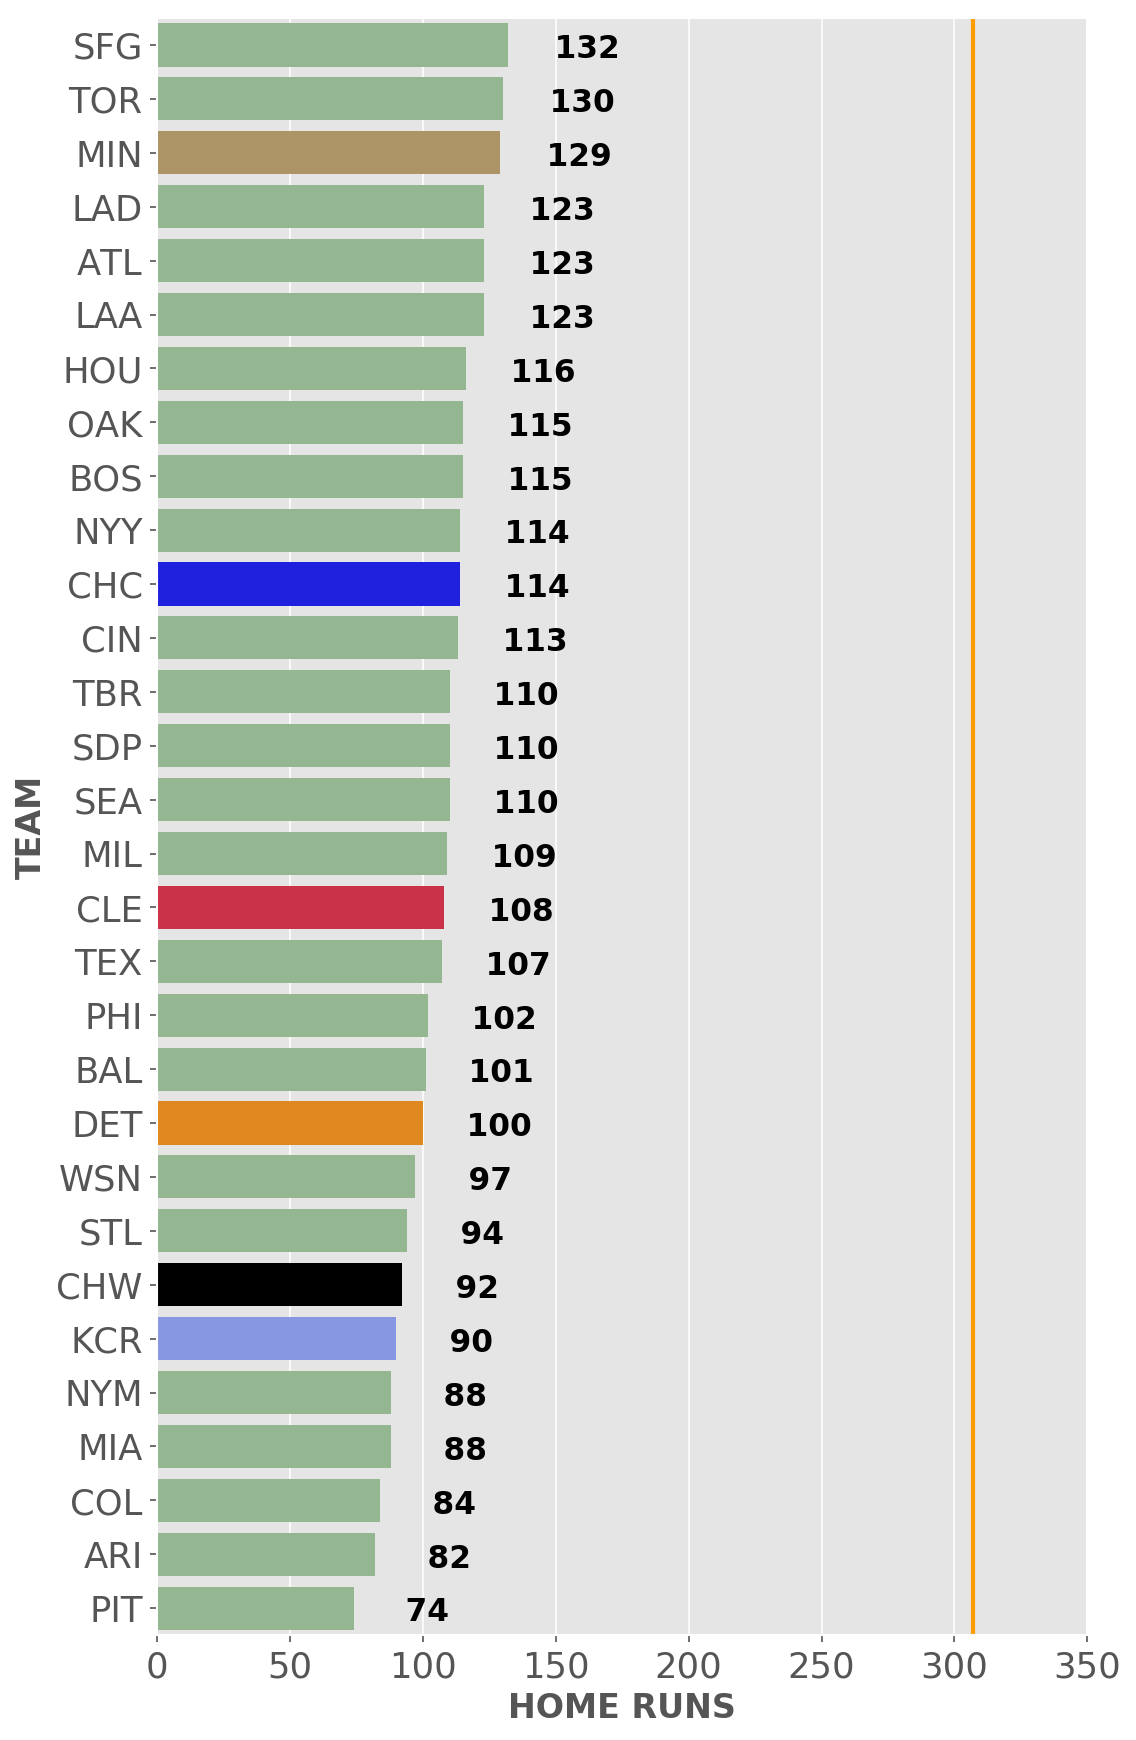 SFG 132
TOR 130
MIN 129
LAD 123
ATL 123
LAA 123
HOU 116
OAK 115
BOS 115
NYY 114
CHC 114
CIN 113
TBR 110
SDP 110
SEA 110
MIL 109
CLE 108
TEX 107
PHI 102
BAL 101
DET 100
WSN 97
STL 94
CHW 92
KCR 90
NYM 88
MIA 88
COL 84
ARI 82
PIT 74
TEAM
0 50 100 150 200 250 300 350
HOME RUNS